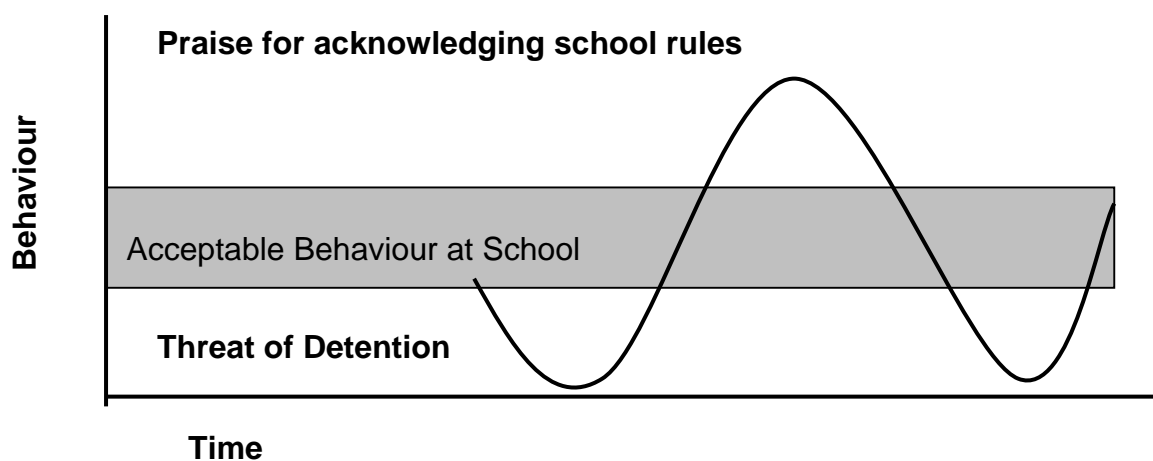 Praise for acknowledging school rules
Behaviour
Acceptable Behaviour at School
Threat of Detention
Time